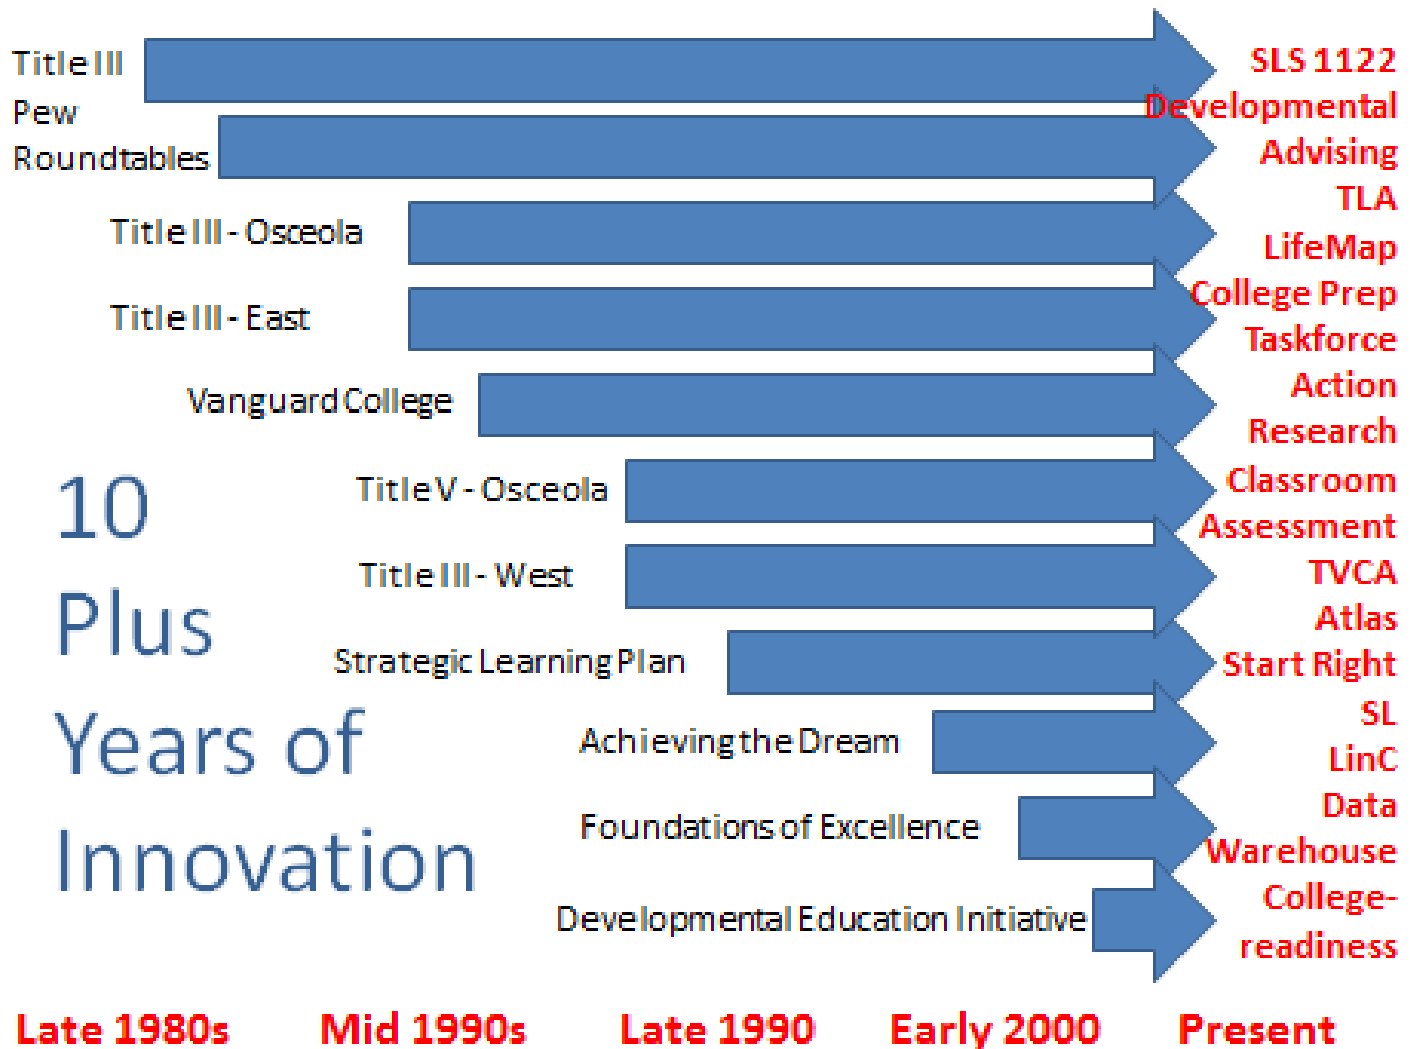 Title III
Pew
Roundtables
Title III - Osceola
Title III - East
Vanguard College
Title V - Osceola
Title III - West
Strategic Learning Plan
Achieving the Dream
Foundations of Excellence
Developmental Education Initiative
10
Plus
Years of
Innovation
SLS 1122
Developmental
Advising
TLA
LifeMap
College Prep
Taskforce
Action
Research
Classroom
Assessment
TVCA
Atlas
Start Right
SL
LinC
Data
Warehouse
College-
readiness
Late 1980s Mid 1990s Late 1990 Early 2000 Present